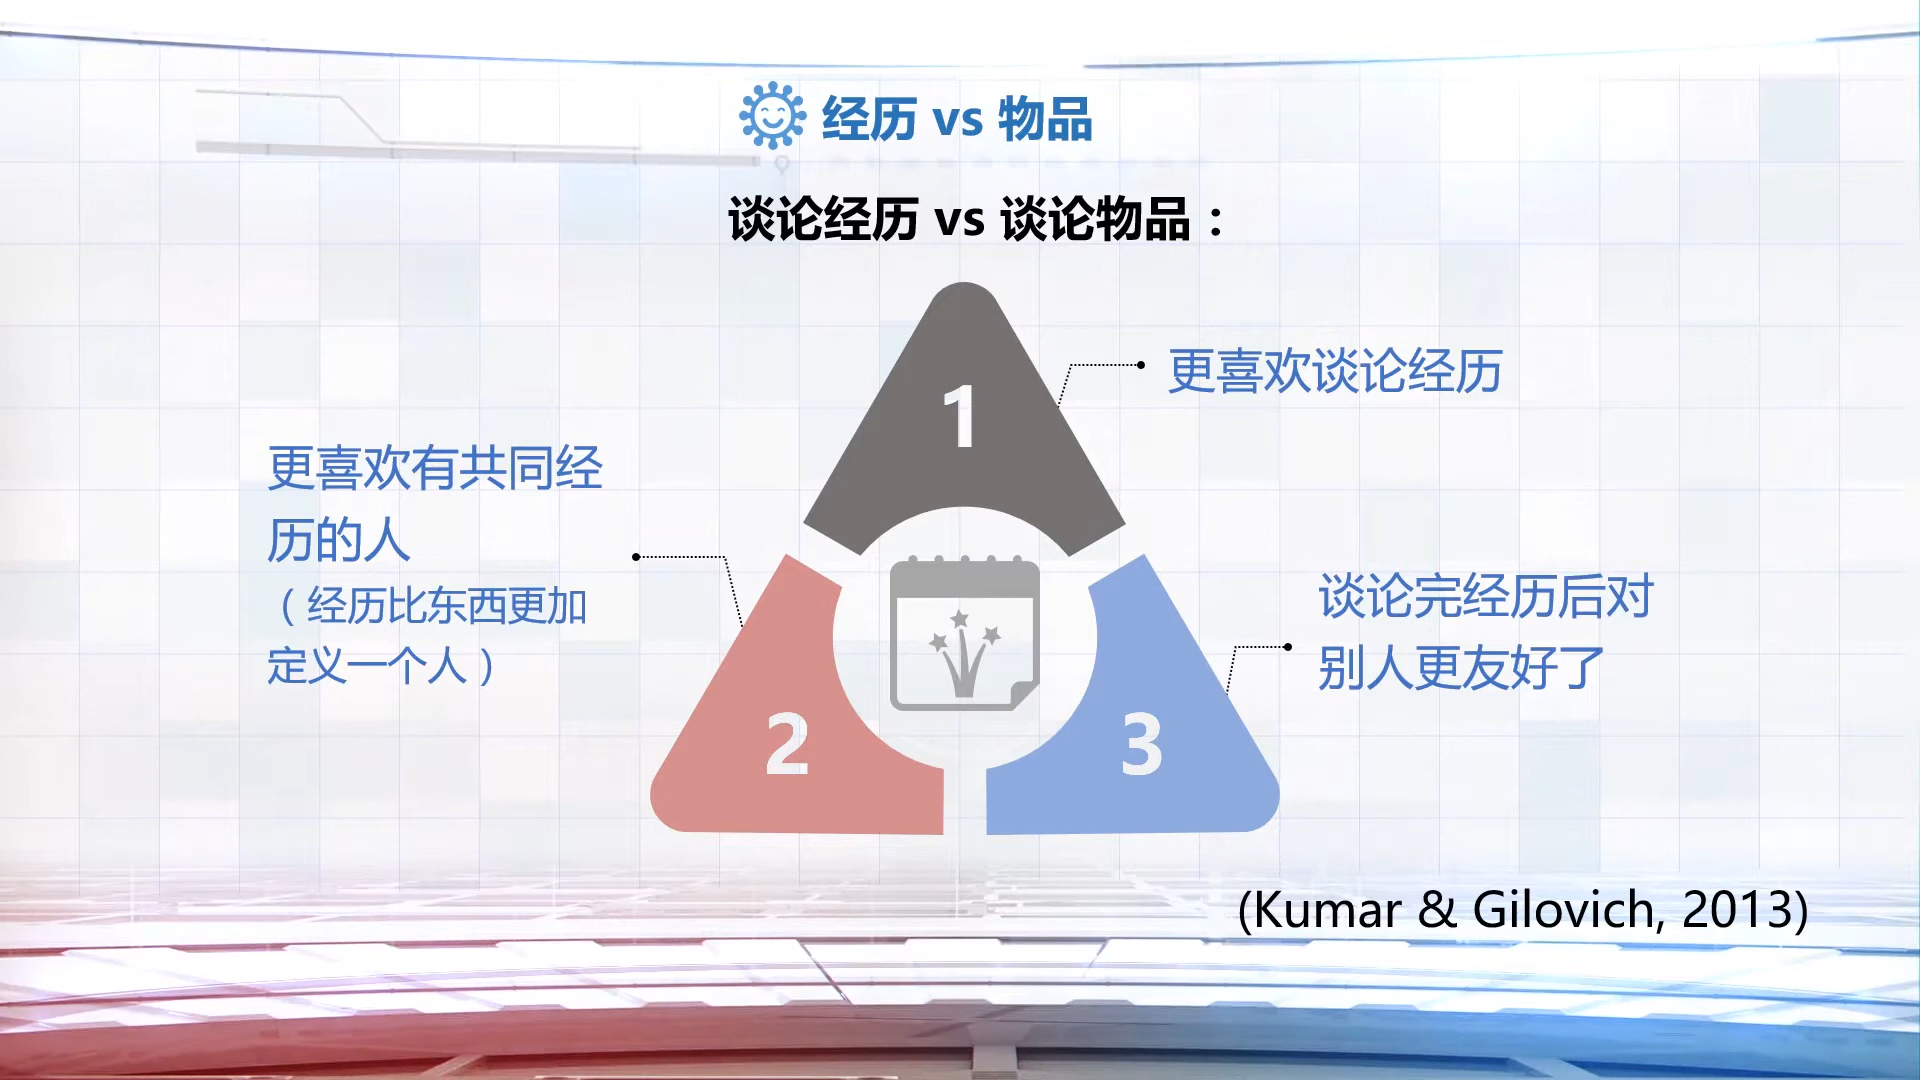 经历 vs 物品
谈论经历 vs 谈论物品：
1
更喜欢谈论经历
更喜欢有共同经
历的人
（经历比东西更加
定义一个人）
2
谈论完经历后对
别人更友好了
3
(Kumar & Gilovich, 2013)